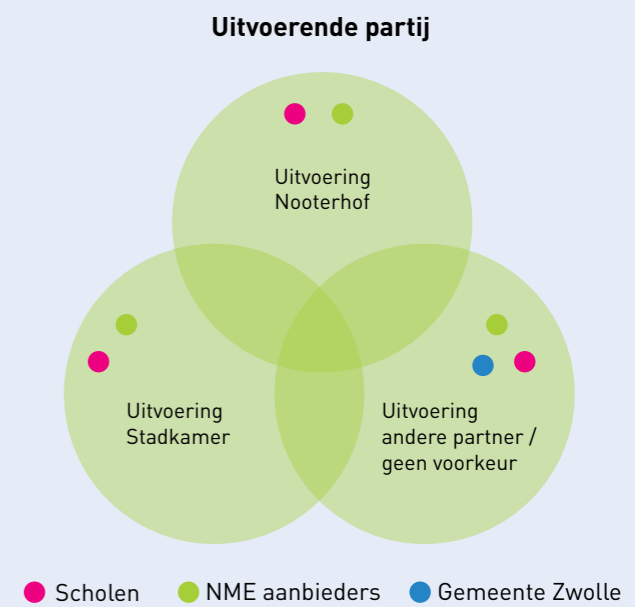 Uitvoerende partij
Uitvoering
Nooterhof
Uitvoering
Stadkamer
Uitvoering
andere partner /
geen voorkeur
Scholen NME aanbieders Gemeente Zwolle